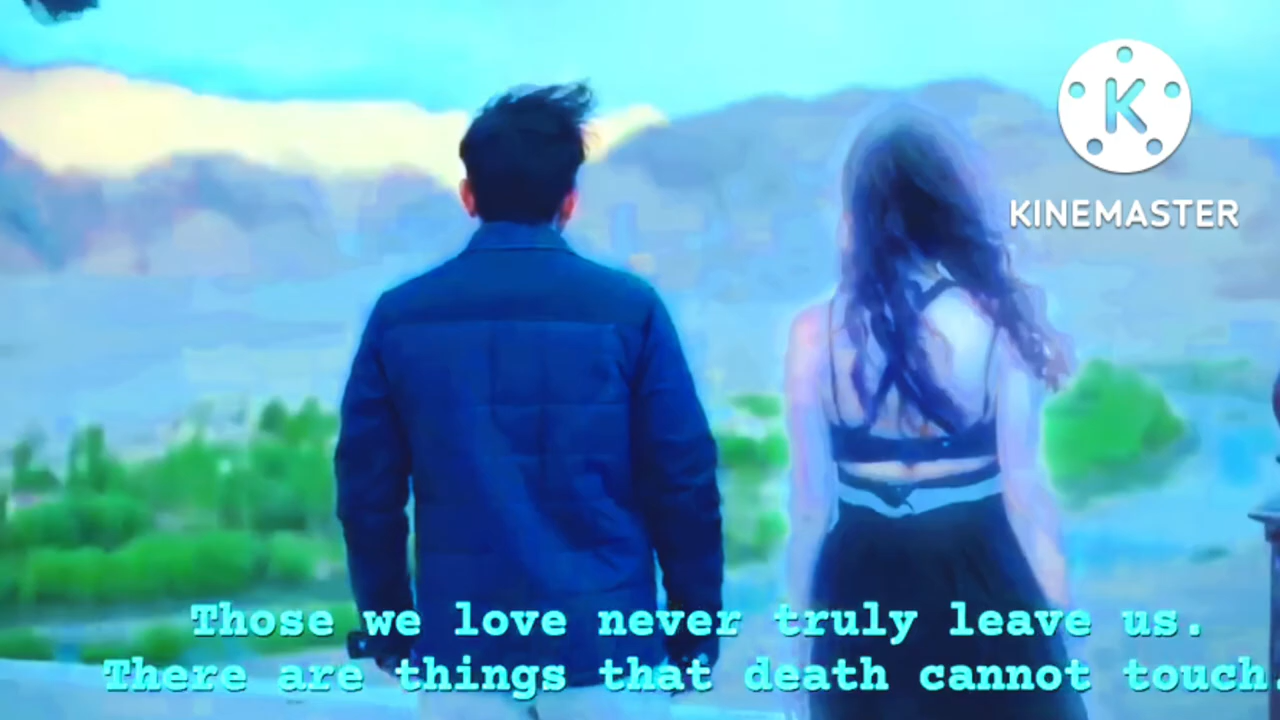 K
KINEMASTER
Those we love never truly leave us.
There are things that death cannot touch.